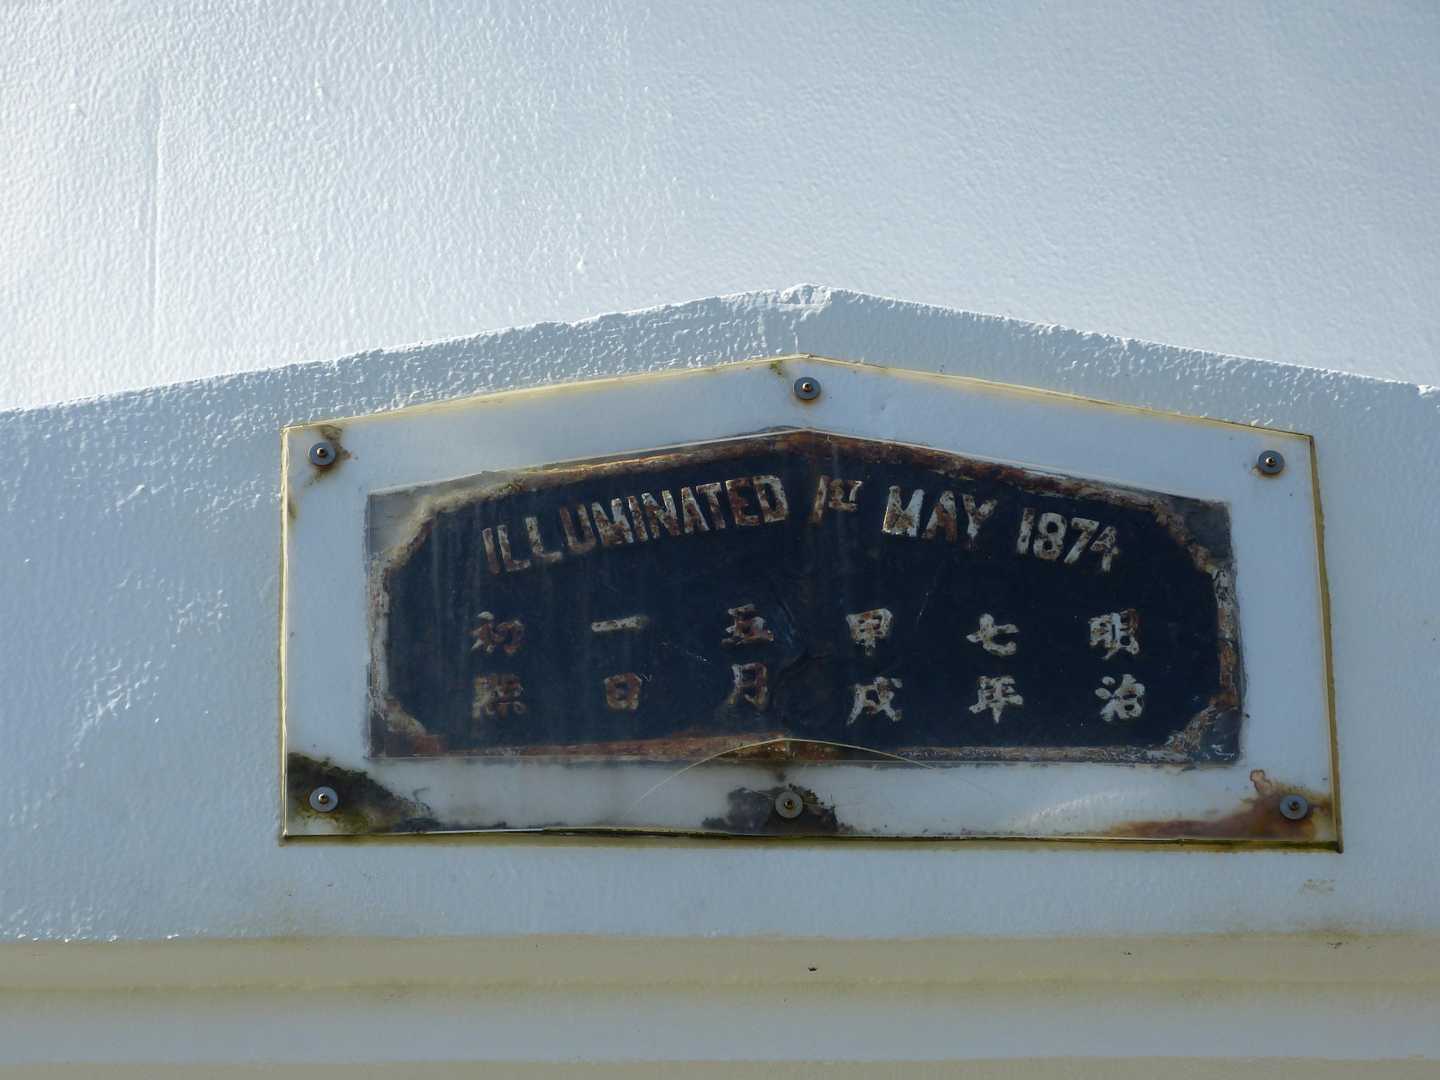 ILLUMINATED 1ST MAY 1874
明治
七年
甲戌
五月
一日
初照